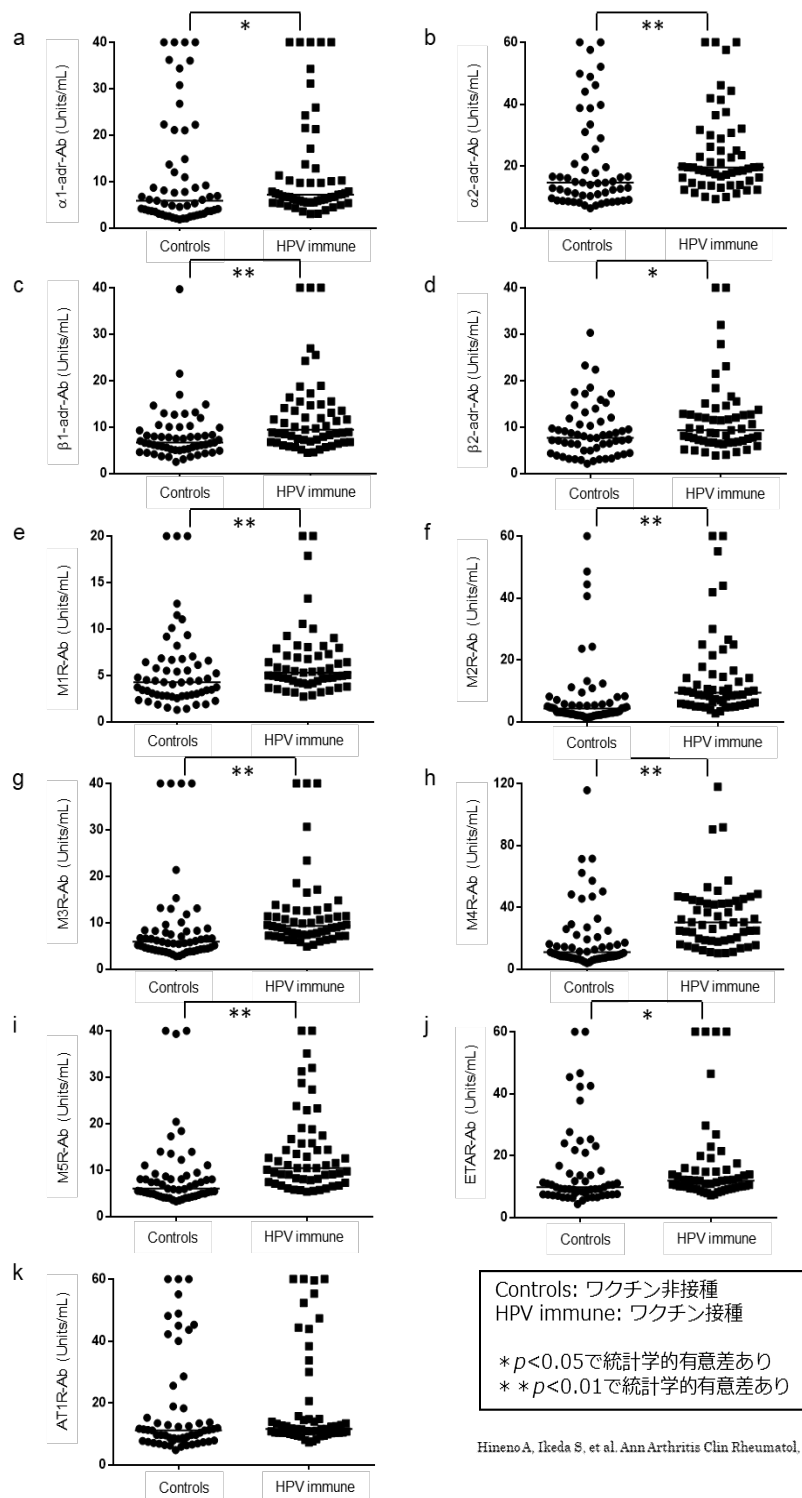 a
*
α1-adr-Ab (Units/mL)
40
30
20
10
0
Controls
HPV immune
b
**
α2-adr-Ab (Units/mL)
60
40
20
0
Controls
HPV immune
c
**
β1-adr-Ab (Units/mL)
40
30
20
10
0
Controls
HPV immune
d
*
β2-adr-Ab (Units/mL)
40
30
20
10
0
Controls
HPV immune
e
**
M1R-Ab (Units/mL)
20
15
10
5
0
Controls
HPV immune
f
**
M2R-Ab (Units/mL)
60
40
20
0
Controls
HPV immune
g
**
M3R-Ab (Units/mL)
40
30
20
10
0
Controls
HPV immune
h
**
M4R-Ab (Units/mL)
120
80
40
0
Controls
HPV immune
i
**
M5R-Ab (Units/mL)
40
30
20
10
0
Controls
HPV immune
j
*
ETAR-Ab (Units/mL)
60
40
20
0
Controls
HPV immune
k
AT1R-Ab (Units/mL)
60
40
20
0
Controls
HPV immune
Controls: ワクチン非接種
HPV immune: ワクチン接種
＊p<0.05で統計学的有意差あり
＊＊p<0.01で統計学的有意差あり
Hineno A, Ikeda S, et al. Ann Arthritis Clin Rheumatol,